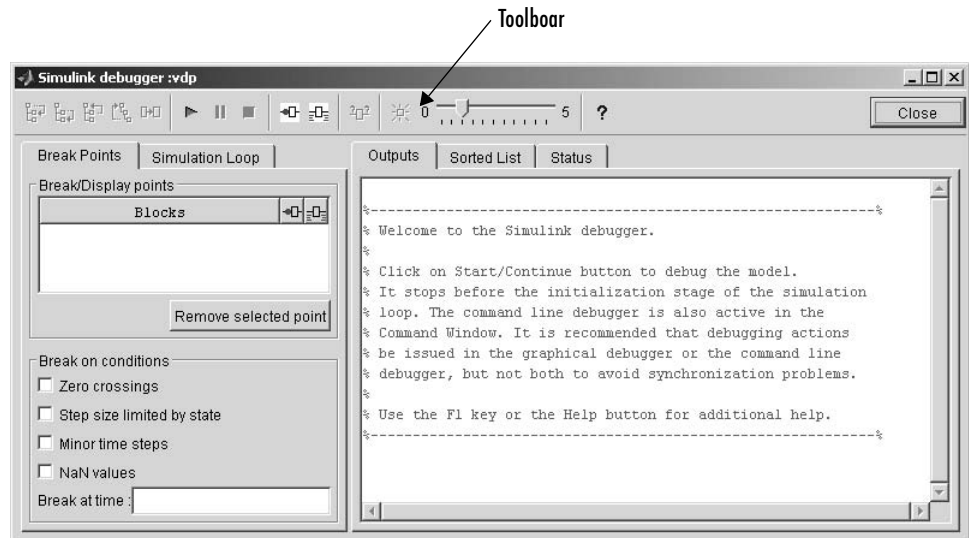 Toolboar
Simulink debugger :vdp
0 5 ? Close
Break Points Simulation Loop
Break/Display points
Blocks
Remove selected point
Break on conditions
Zero crossings
Step size limited by state
Minor time steps
NaN values
Break at time :
Outputs Sorted List Status
%----------------------------------------------------------------------%
% Welcome to the Simulink debugger.
%
% Click on Start/Continue button to debug the model.
% It stops before the initialization stage of the simulation
% loop. The command line debugger is also active in the
% Command Window. It is recommended that debugging actions
% be issued in the graphical debugger or the command line
% debugger, but not both to avoid synchronization problems.
%
% Use the F1 key or the Help button for additional help.
%----------------------------------------------------------------------%